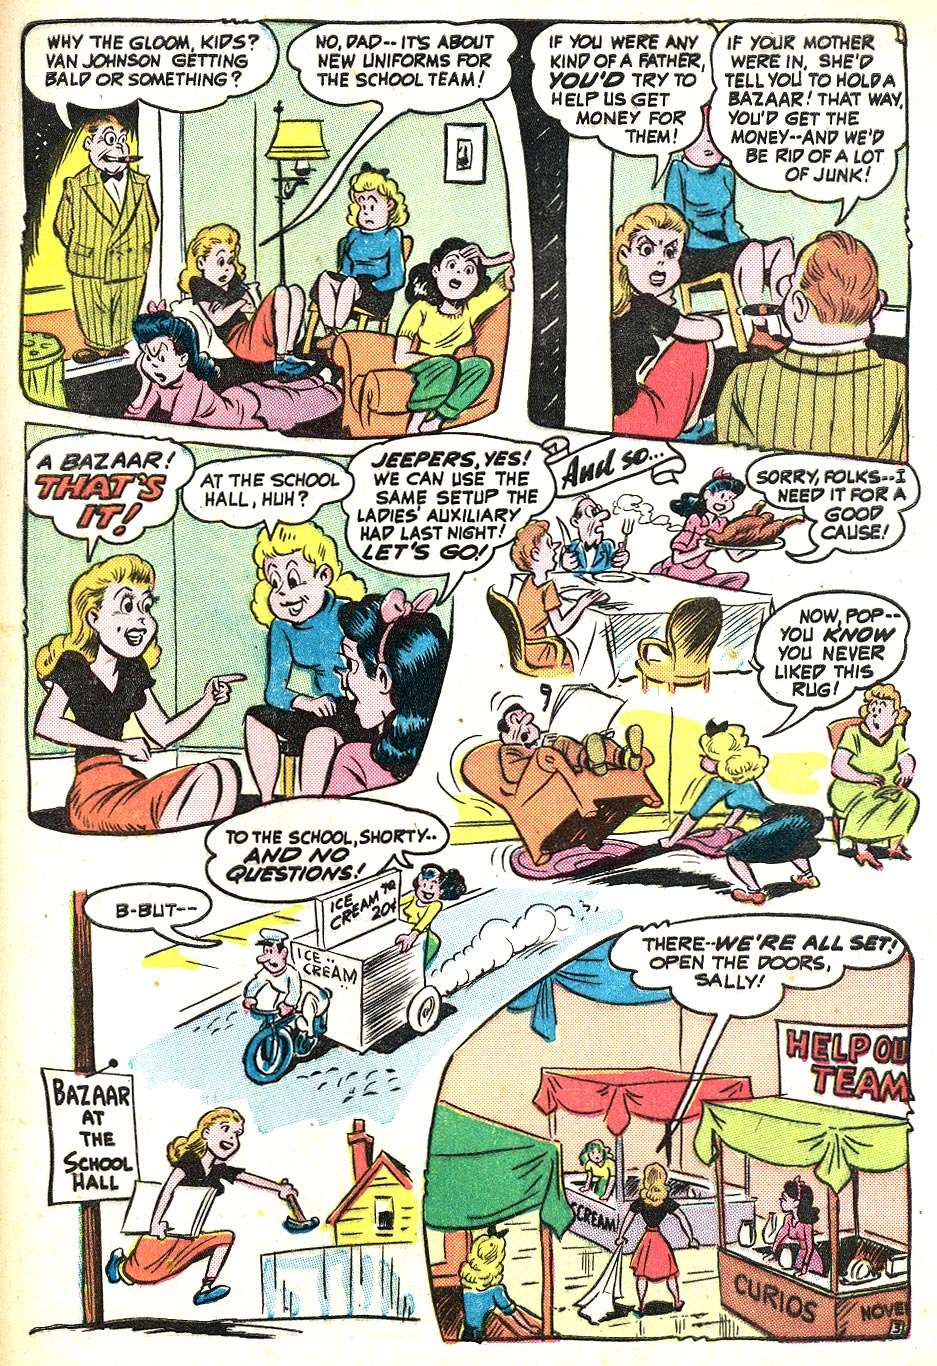 WHY THE GLOOM, KIDS?
VAN JOHNSON GETTING
BALD OR SOMETHING?
NO, DAD-- IT'S ABOUT
NEW UNIFORMS FOR
THE SCHOOL TEAM!
IF YOU WERE ANY
KIND OF A FATHER,
YOU'D TRY TO
HELP US GET
MONEY FOR
THEM!
IF YOUR MOTHER
WERE IN, SHE'D
TELL YOU TO HOLD A
BAZAAR! THAT WAY,
YOU'D GET THE
MONEY--AND WE'D
BE RID OF A LOT
OF JUNK!
A BAZAAR!
THAT'S
IT!
AT THE SCHOOL
HALL, HUH?
JEEPERS, YES!
WE CAN USE THE
SAME SETUP THE
LADIES' AUXILIARY
HAD LAST NIGHT!
LET'S GO!
And so...
SORRY, FOLKS--I
NEED IT FOR A
GOOD
CAUSE!
NOW, POP--
YOU KNOW
YOU NEVER
LIKED THIS
RUG!
TO THE SCHOOL, SHORTY--
AND NO
QUESTIONS!
B-BUT--
ICE
CREAM
20¢
ICE
CREAM
BAZAAR
AT
THE
SCHOOL
HALL
THERE--WE'RE ALL SET!
OPEN THE DOORS,
SALLY!
HELP OU
TEAM
SCREAM!
CURIOS
NOVE
3